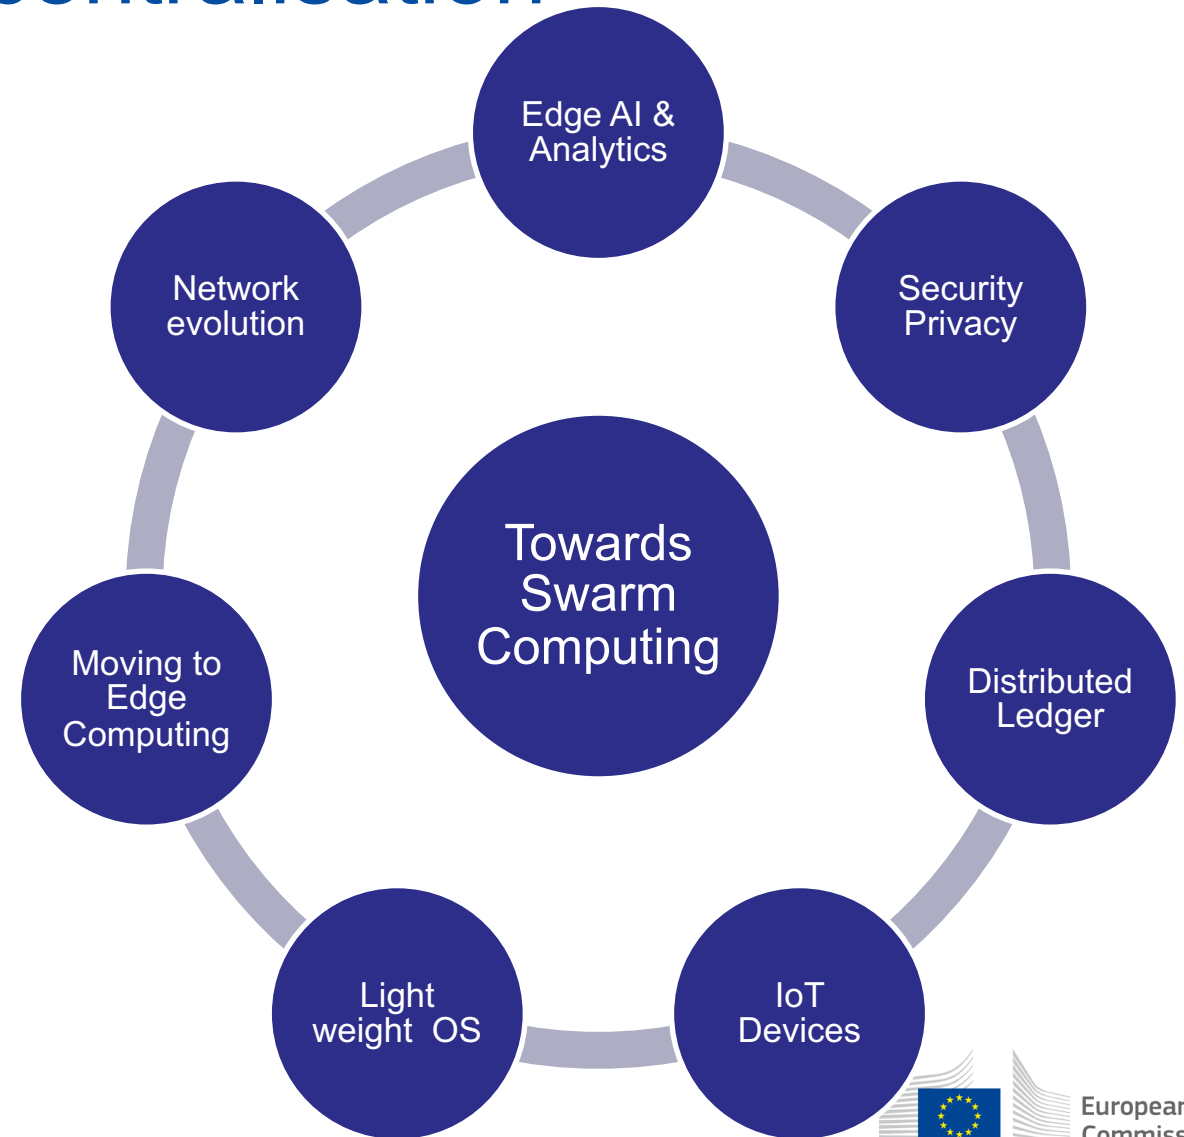 Edge AI &
Analytics
Security
Privacy
Distributed
Ledger
IoT
Devices
Light
weight  OS
Moving to
Edge
Computing
Network
evolution
Towards
Swarm
Computing
European